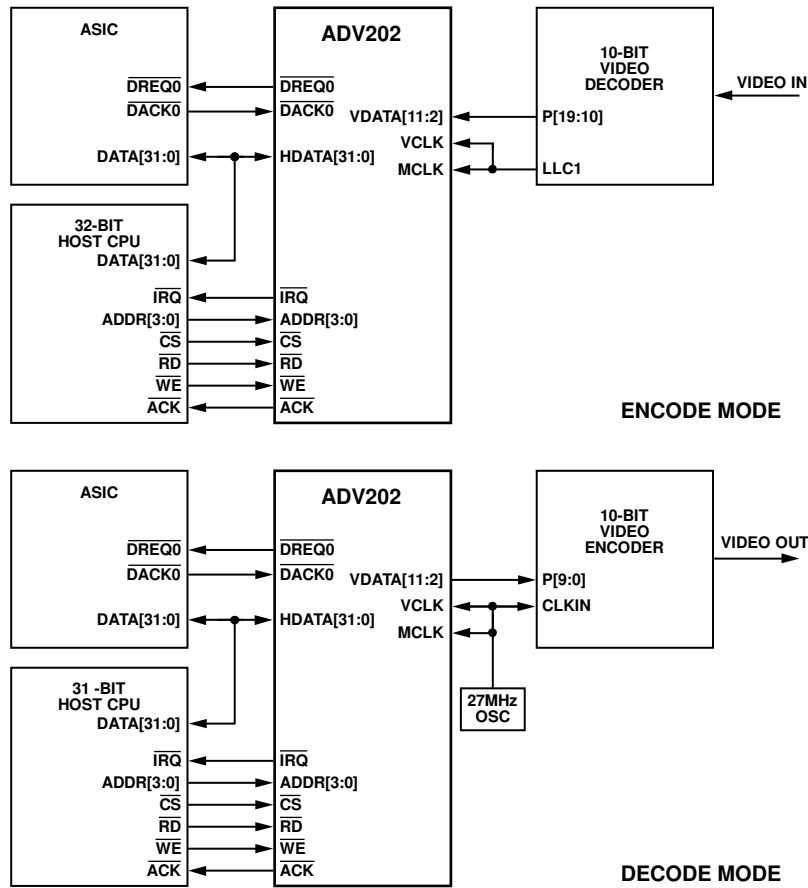 ASIC
DREQ0
DACK0
DATA[31:0]
32-BIT
HOST CPU
DATA[31:0]
IRQ
ADDR[3:0]
CS
RD
WE
ACK
ADV202
DREQ0
DACK0
HDATA[31:0]
IRQ
ADDR[3:0]
CS
RD
WE
ACK
VDATA[11:2]
VCLK
MCLK
10-BIT
VIDEO
DECODER
P[19:10]
LLC1
VIDEO IN
ENCODE MODE
ASIC
DREQ0
DACK0
DATA[31:0]
31 -BIT
HOST CPU
DATA[31:0]
IRQ
ADDR[3:0]
CS
RD
WE
ACK
ADV202
DREQ0
DACK0
HDATA[31:0]
IRQ
ADDR[3:0]
CS
RD
WE
ACK
VDATA[11:2]
VCLK
MCLK
10-BIT
VIDEO
ENCODER
P[9:0]
CLKIN
VIDEO OUT
27MHz
OSC
DECODE MODE